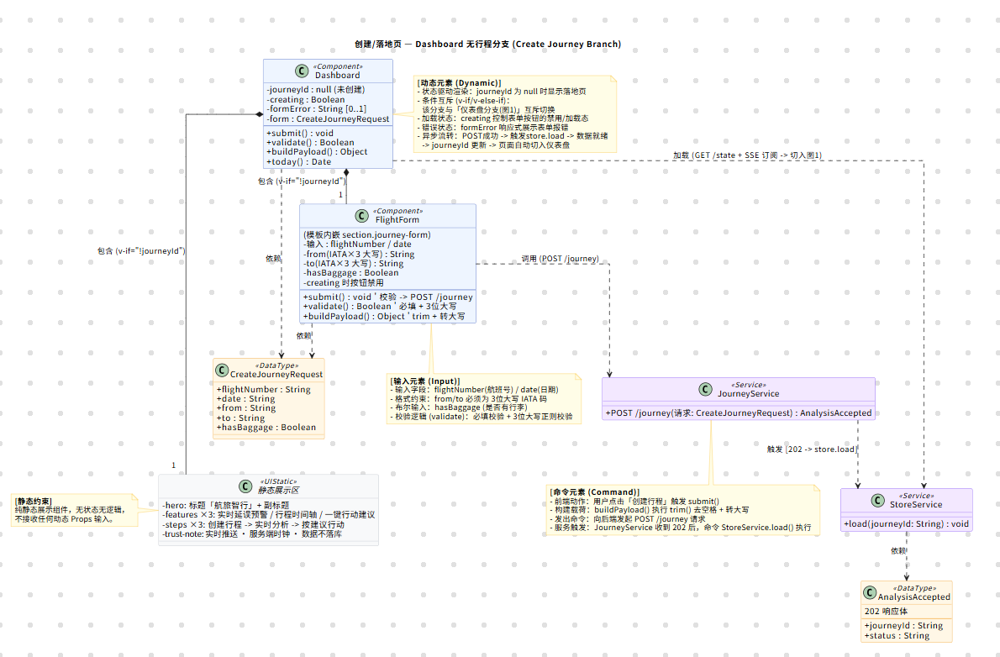 创建/落地页 — Dashboard 无行程分支 (Create Journey Branch)
«Component»
Dashboard
-journeyId : null (未创建)
-creating : Boolean
-formError : String [0..1]
-form : CreateJourneyRequest
+submit() : void
+validate() : Boolean
+buildPayload() : Object
+today() : Date
[动态元素 (Dynamic)]
- 状态驱动渲染：journeyId 为 null 时显示落地页
- 条件互斥 (v-if/v-else-if)：
该分支与「仪表盘分支(图1)」互斥切换
- 加载状态：creating 控制表单按钮的禁用/加载态
- 错误状态：formError 响应式展示表单报错
- 异步流转：POST成功 -> 触发store.load -> 数据就绪
-> journeyId 更新 -> 页面自动切入仪表盘
加载 (GET /state + SSE 订阅 -> 切入图1)
包含 (v-if="!journeyId")
1
«Component»
FlightForm
(模板内嵌 section.journey-form)
-输入 : flightNumber / date
-from(IATA×3 大写) : String
-to(IATA×3 大写) : String
-hasBaggage : Boolean
-creating 时按钮禁用
+submit() : void ' 校验 -> POST /journey
+validate() : Boolean ' 必填 + 3位大写
+buildPayload() : Object ' trim + 转大写
包含 (v-if="!journeyId")
依赖
调用 (POST /journey)
依赖
«DataType»
CreateJourneyRequest
+flightNumber : String
+date : String
+from : String
+to : String
+hasBaggage : Boolean
[输入元素 (Input)]
- 输入字段：flightNumber(航班号) / date(日期)
- 格式约束：from/to 必须为 3位大写 IATA 码
- 布尔输入：hasBaggage (是否有行李)
- 校验逻辑 (validate)：必填校验 + 3位大写正则校验
«Service»
JourneyService
+POST /journey(请求: CreateJourneyRequest) : AnalysisAccepted
触发 [202 -> store.load]
1
«UIStatic»
静态展示区
-hero: 标题「航旅智行」+ 副标题
-features ×3: 实时延误预警 / 行程时间轴 / 一键行动建议
-steps ×3: 创建行程 -> 实时分析 -> 按建议行动
-trust-note: 实时推送 · 服务端时钟 · 数据不落库
[静态约束]
纯静态展示组件，无状态无逻辑，
不接收任何动态 Props 输入。
[命令元素 (Command)]
- 前端动作：用户点击「创建行程」触发 submit()
- 构建载荷：buildPayload() 执行 trim() 去空格 + 转大写
- 发出命令：向后端发起 POST /journey 请求
- 服务触发：JourneyService 收到 202 后，命令 StoreService.load() 执行
«Service»
StoreService
+load(journeyId: String) : void
依赖
«DataType»
AnalysisAccepted
202 响应体
+journeyId : String
+status : String